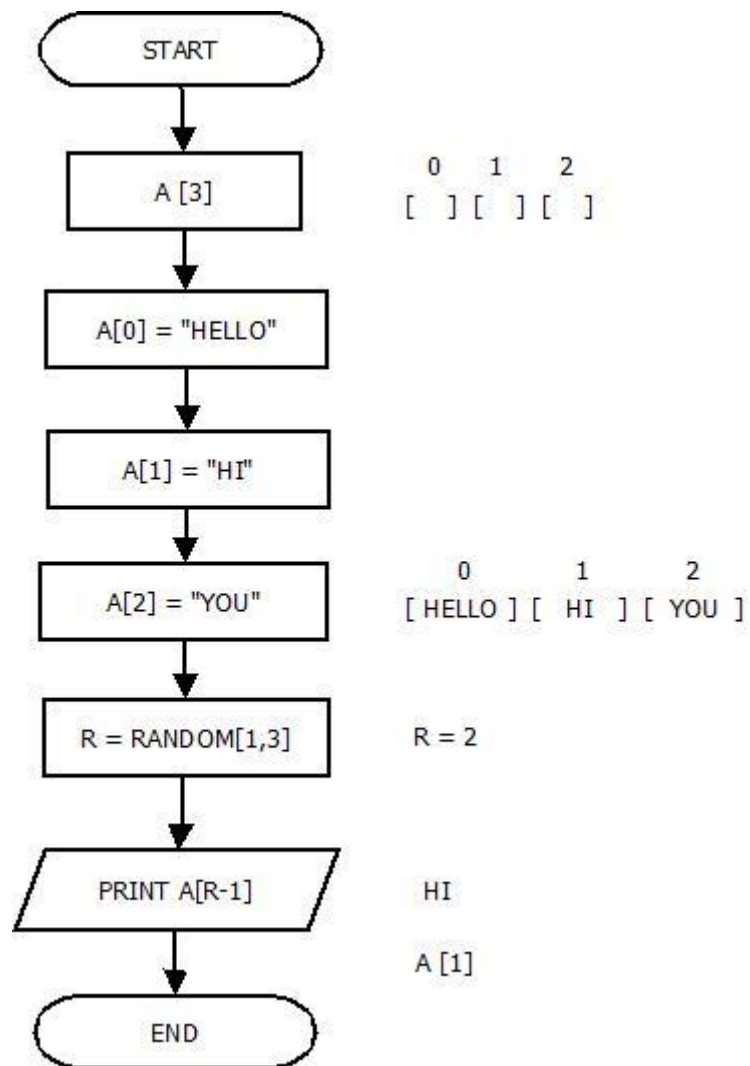 START
A [3]
0 1 2
[ ] [ ] [ ]
A[0] = "HELLO"
A[1] = "HI"
A[2] = "YOU"
0 1 2
[ HELLO ] [ HI ] [ YOU ]
R = RANDOM[1,3]
R = 2
PRINT A[R-1]
HI
A [1]
END